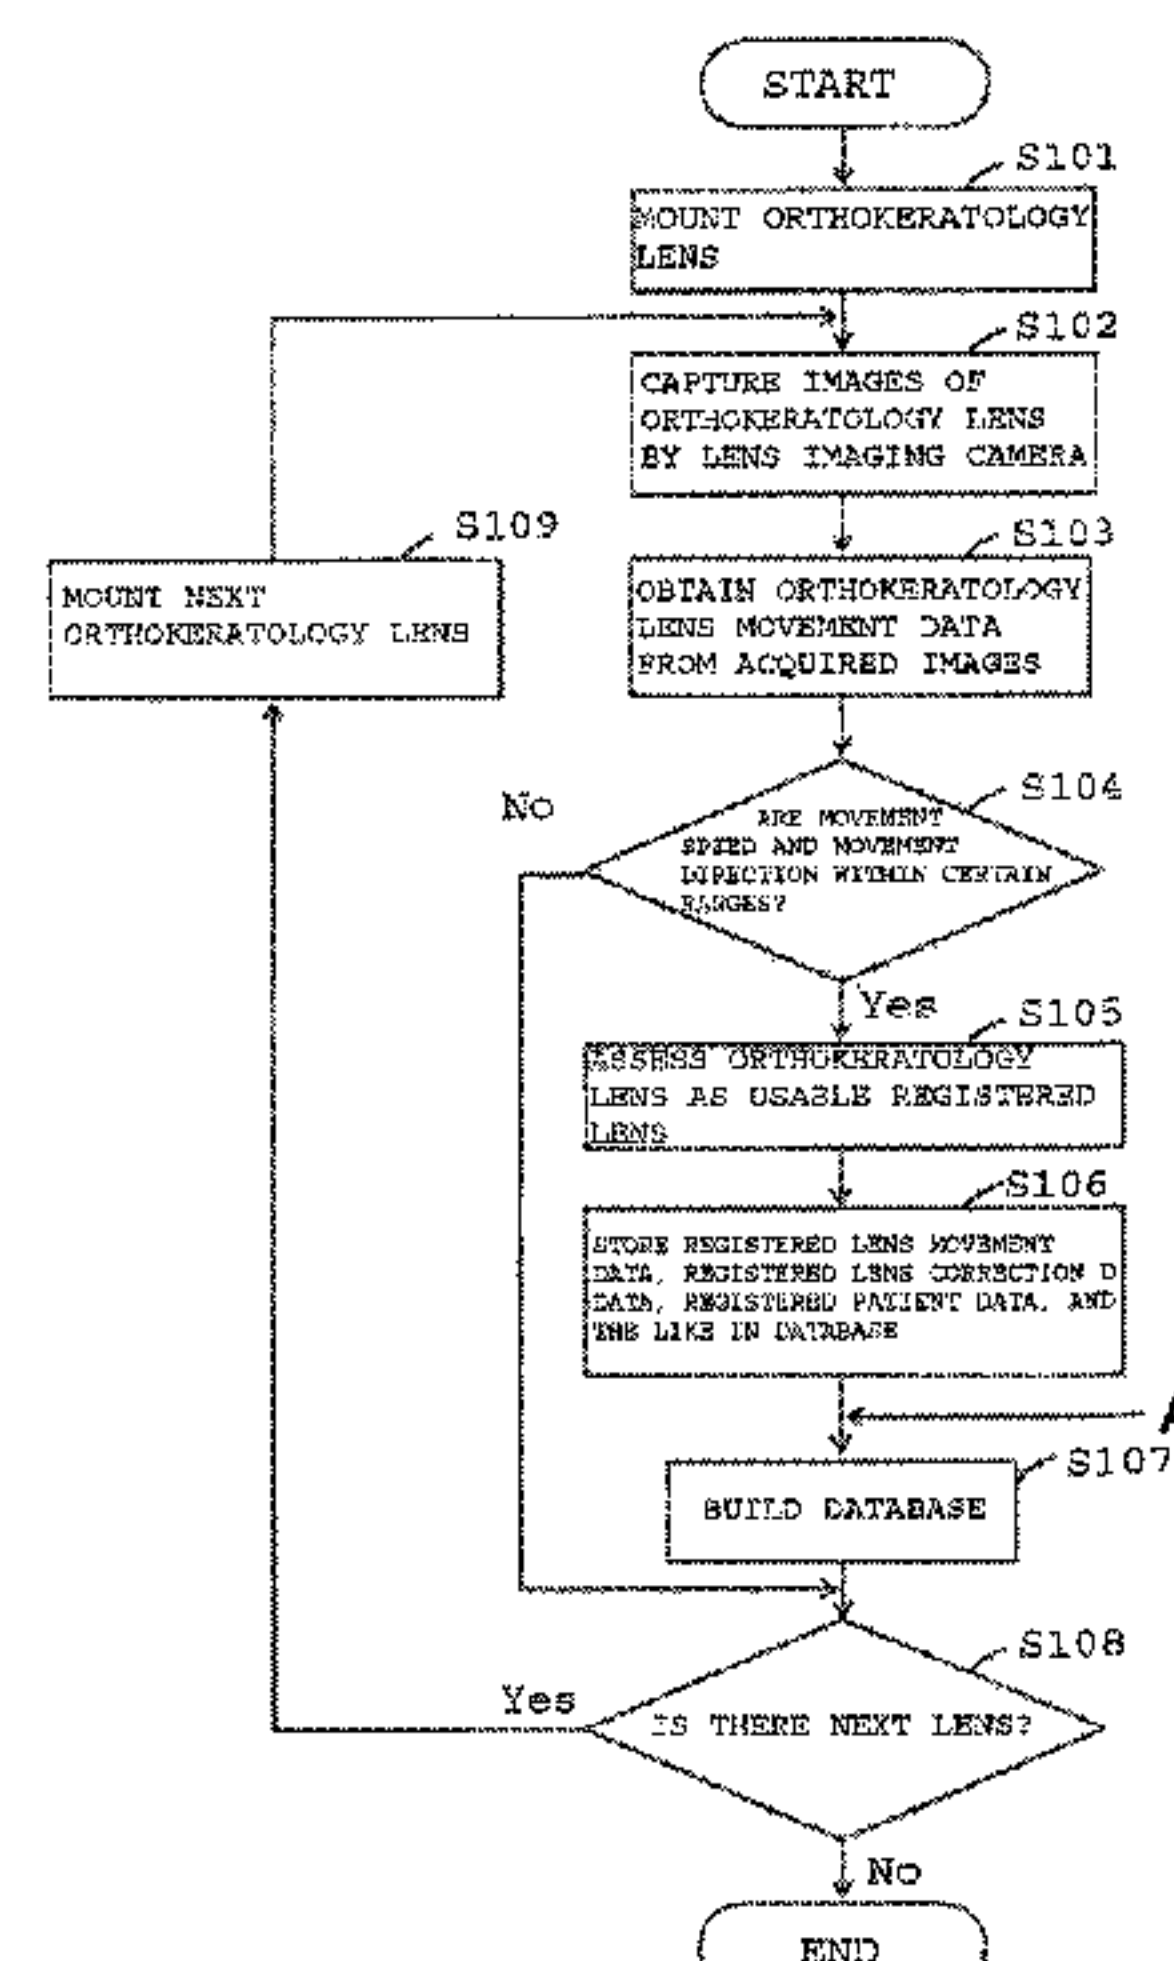 START
S101
MOUNT ORTHOKERATOLOGY
LENS
S102
CAPTURE IMAGES OF
ORTHOKERATOLOGY LENS
BY LENS IMAGING CAMERA
S103
OBTAIN ORTHOKERATOLOGY
LENS MOVEMENT DATA
FROM ACQUIRED IMAGES
S109
MOUNT NEXT
ORTHOKERATOLOGY LENS
S104
No
ARE MOVEMENT
SPEED AND MOVEMENT
DIRECTION WITHIN CERTAIN
RANGES?
Yes
S105
ASSESS ORTHOKERATOLOGY
LENS AS USABLE REGISTERED
LENS
S106
STORE REGISTERED LENS MOVEMENT
DATA, REGISTERED LENS CORRECTION D
DATA, REGISTERED PATIENT DATA, AND
THE LIKE IN DATABASE
S107
BUILD DATABASE
S108
Yes
IS THERE NEXT LENS?
No
END